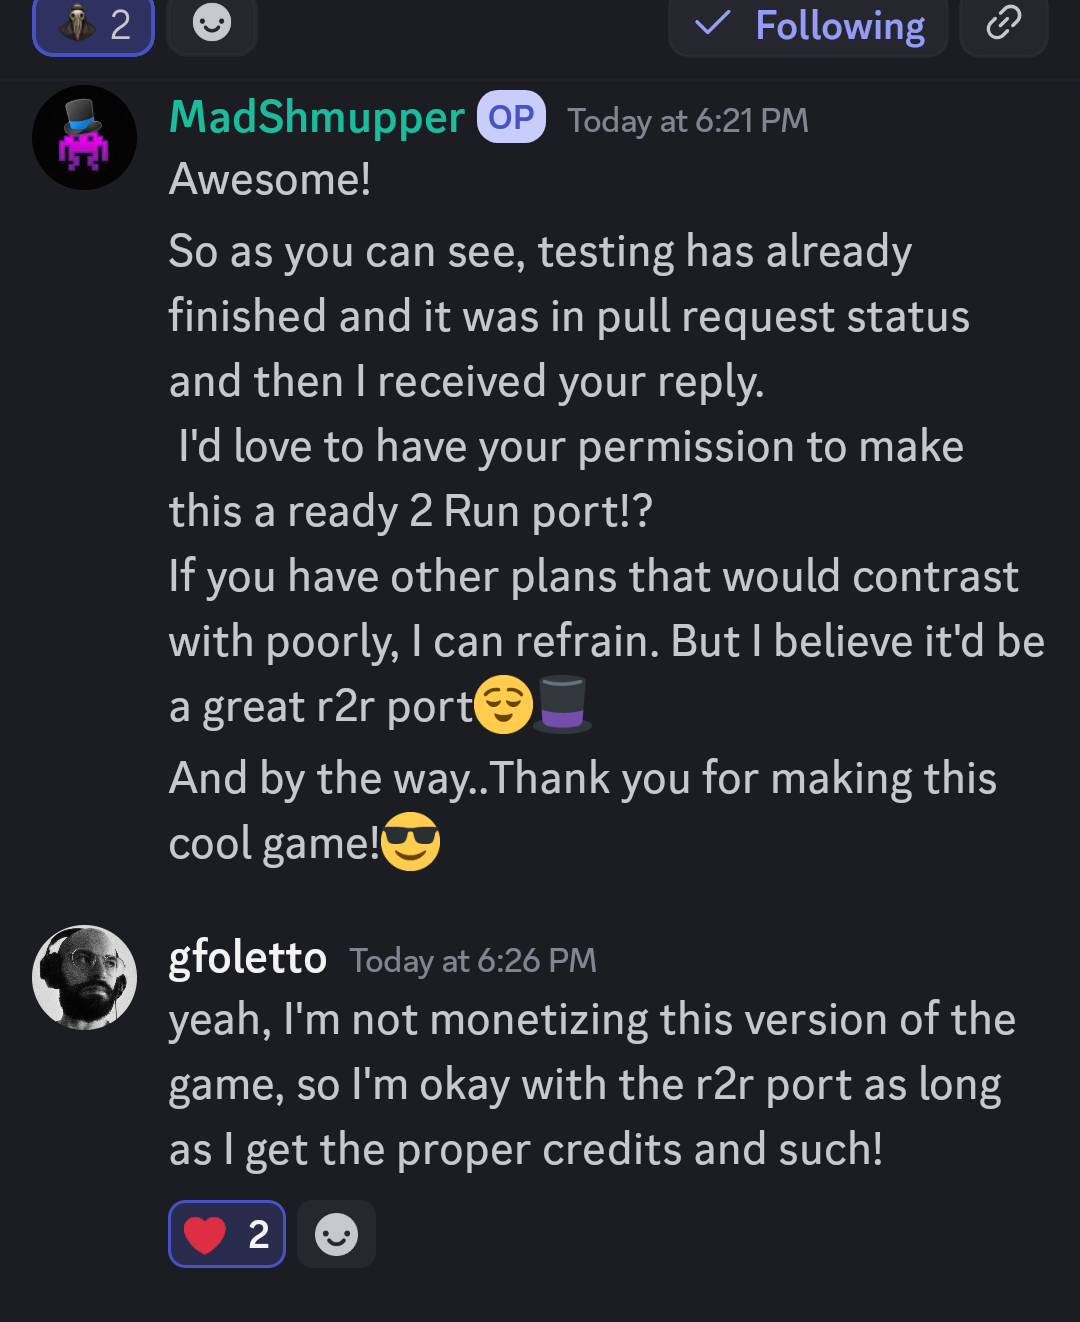 2
Following
MadShmupper OP Today at 6:21 PM
Awesome!
So as you can see, testing has already
finished and it was in pull request status
and then I received your reply.
I'd love to have your permission to make
this a ready 2 Run port!?
If you have other plans that would contrast
with poorly, I can refrain. But I believe it'd be
a great r2r port
And by the way..Thank you for making this
cool game!
gfoletto Today at 6:26 PM
yeah, I'm not monetizing this version of the
game, so I'm okay with the r2r port as long
as I get the proper credits and such!
2